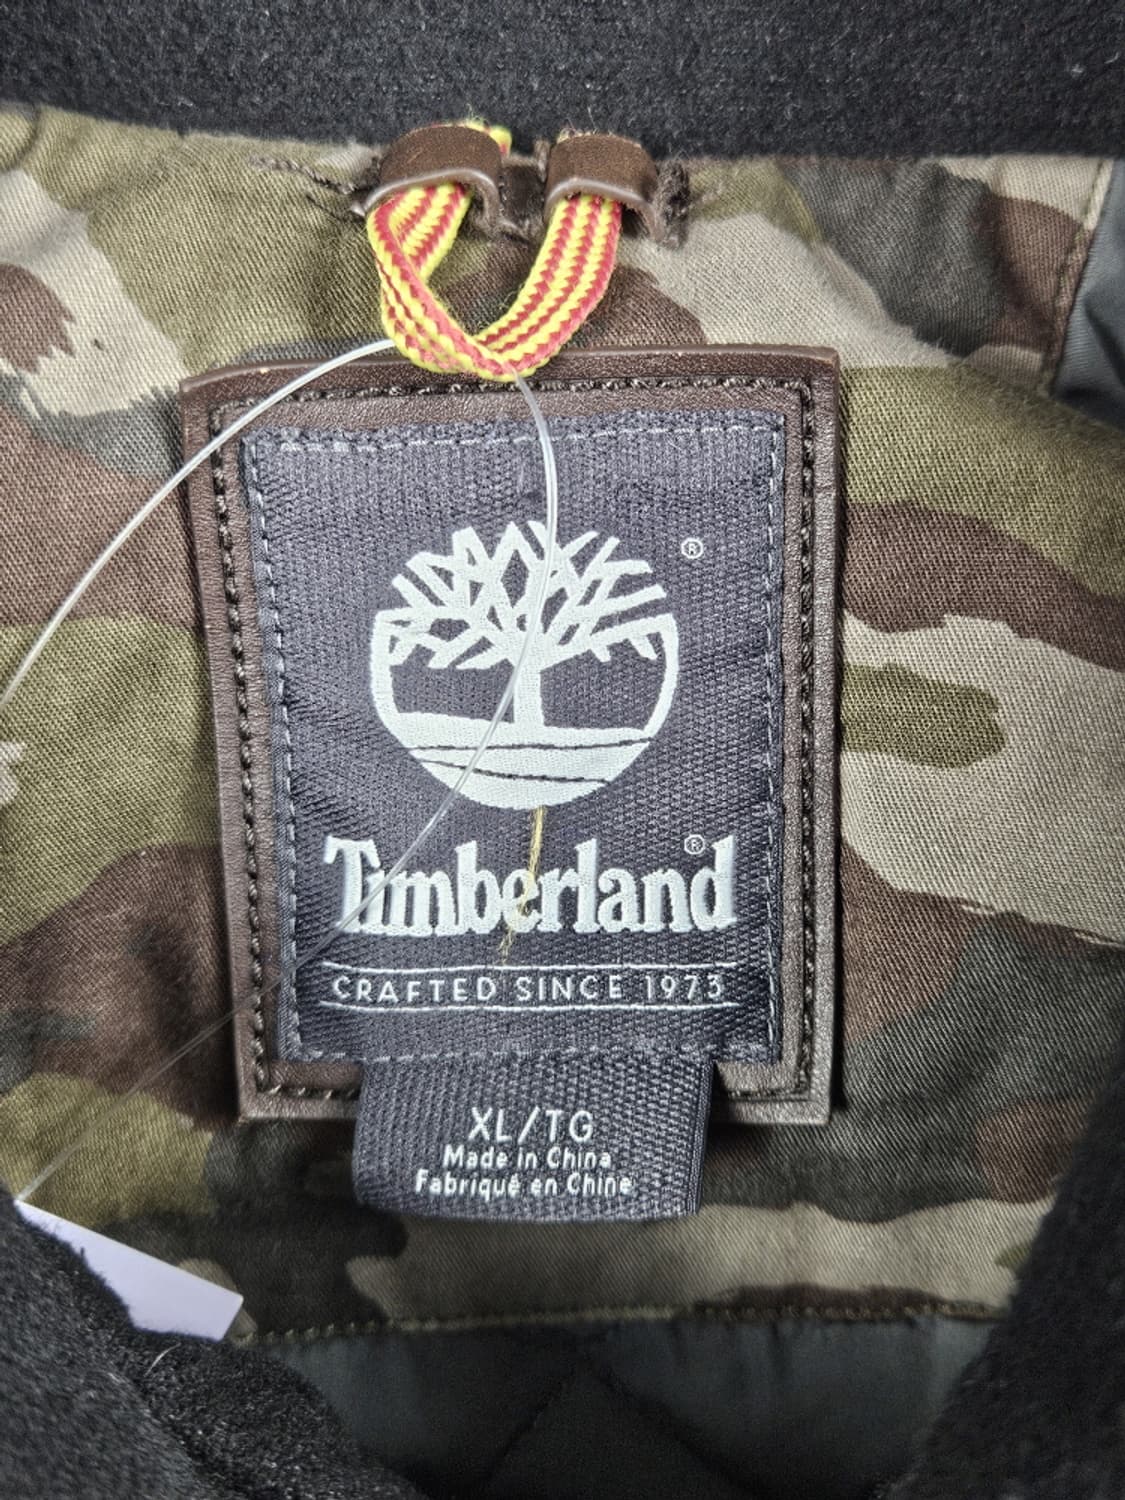 ®
Timberland®
CRAFTED SINCE 1973
XL/TG
Made in China
Fabriqué en Chine